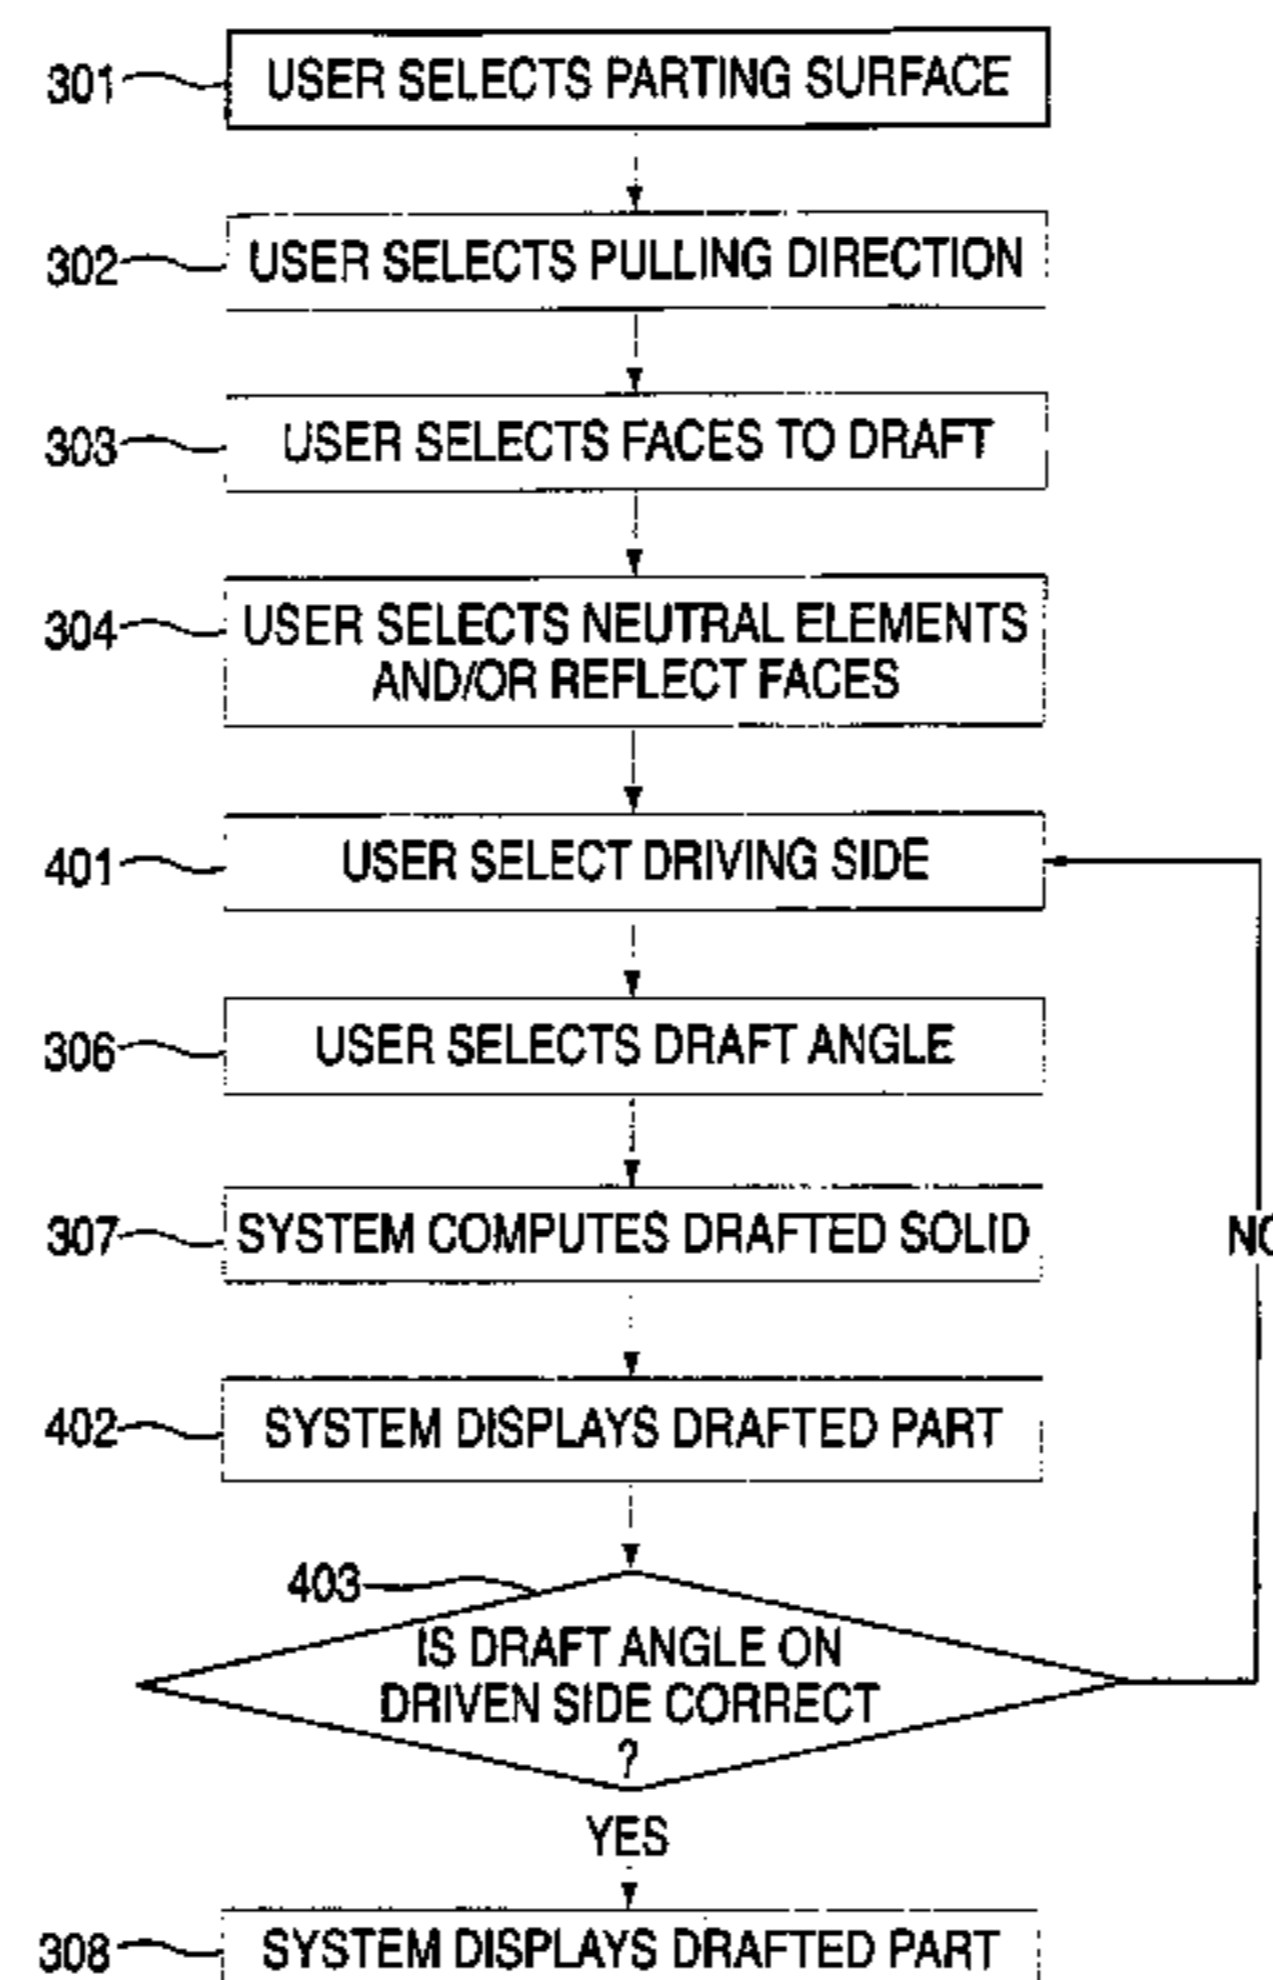 301 USER SELECTS PARTING SURFACE
302 USER SELECTS PULLING DIRECTION
303 USER SELECTS FACES TO DRAFT
304 USER SELECTS NEUTRAL ELEMENTS
AND/OR REFLECT FACES
401 USER SELECT DRIVING SIDE
306 USER SELECTS DRAFT ANGLE
307 SYSTEM COMPUTES DRAFTED SOLID
NO
402 SYSTEM DISPLAYS DRAFTED PART
403
IS DRAFT ANGLE ON
DRIVEN SIDE CORRECT
?
YES
308 SYSTEM DISPLAYS DRAFTED PART